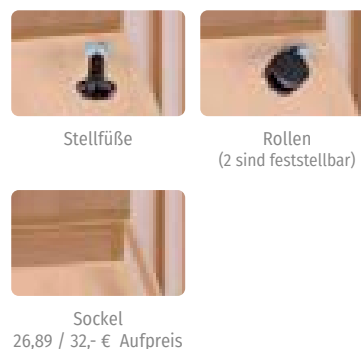 Stellfüße
Rollen
(2 sind feststellbar)
Sockel
26,89 / 32,- € Aufpreis